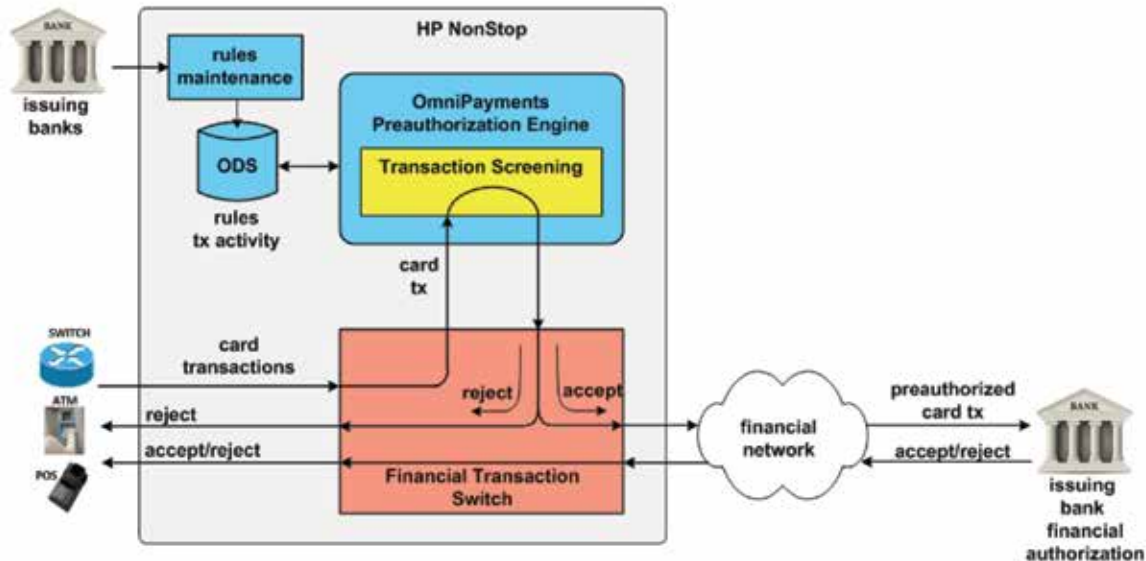 HP NonStop
BANK
issuing
banks
rules
maintenance
ODS
rules
tx activity
OmniPayments
Preauthorization Engine
Transaction Screening
card
tx
SWITCH
card
transactions
ATM
reject
accept/reject
POS
reject
accept
Financial Transaction
Switch
financial
network
preauthorized
card tx
accept/reject
BANK
issuing
bank
financial
authorization